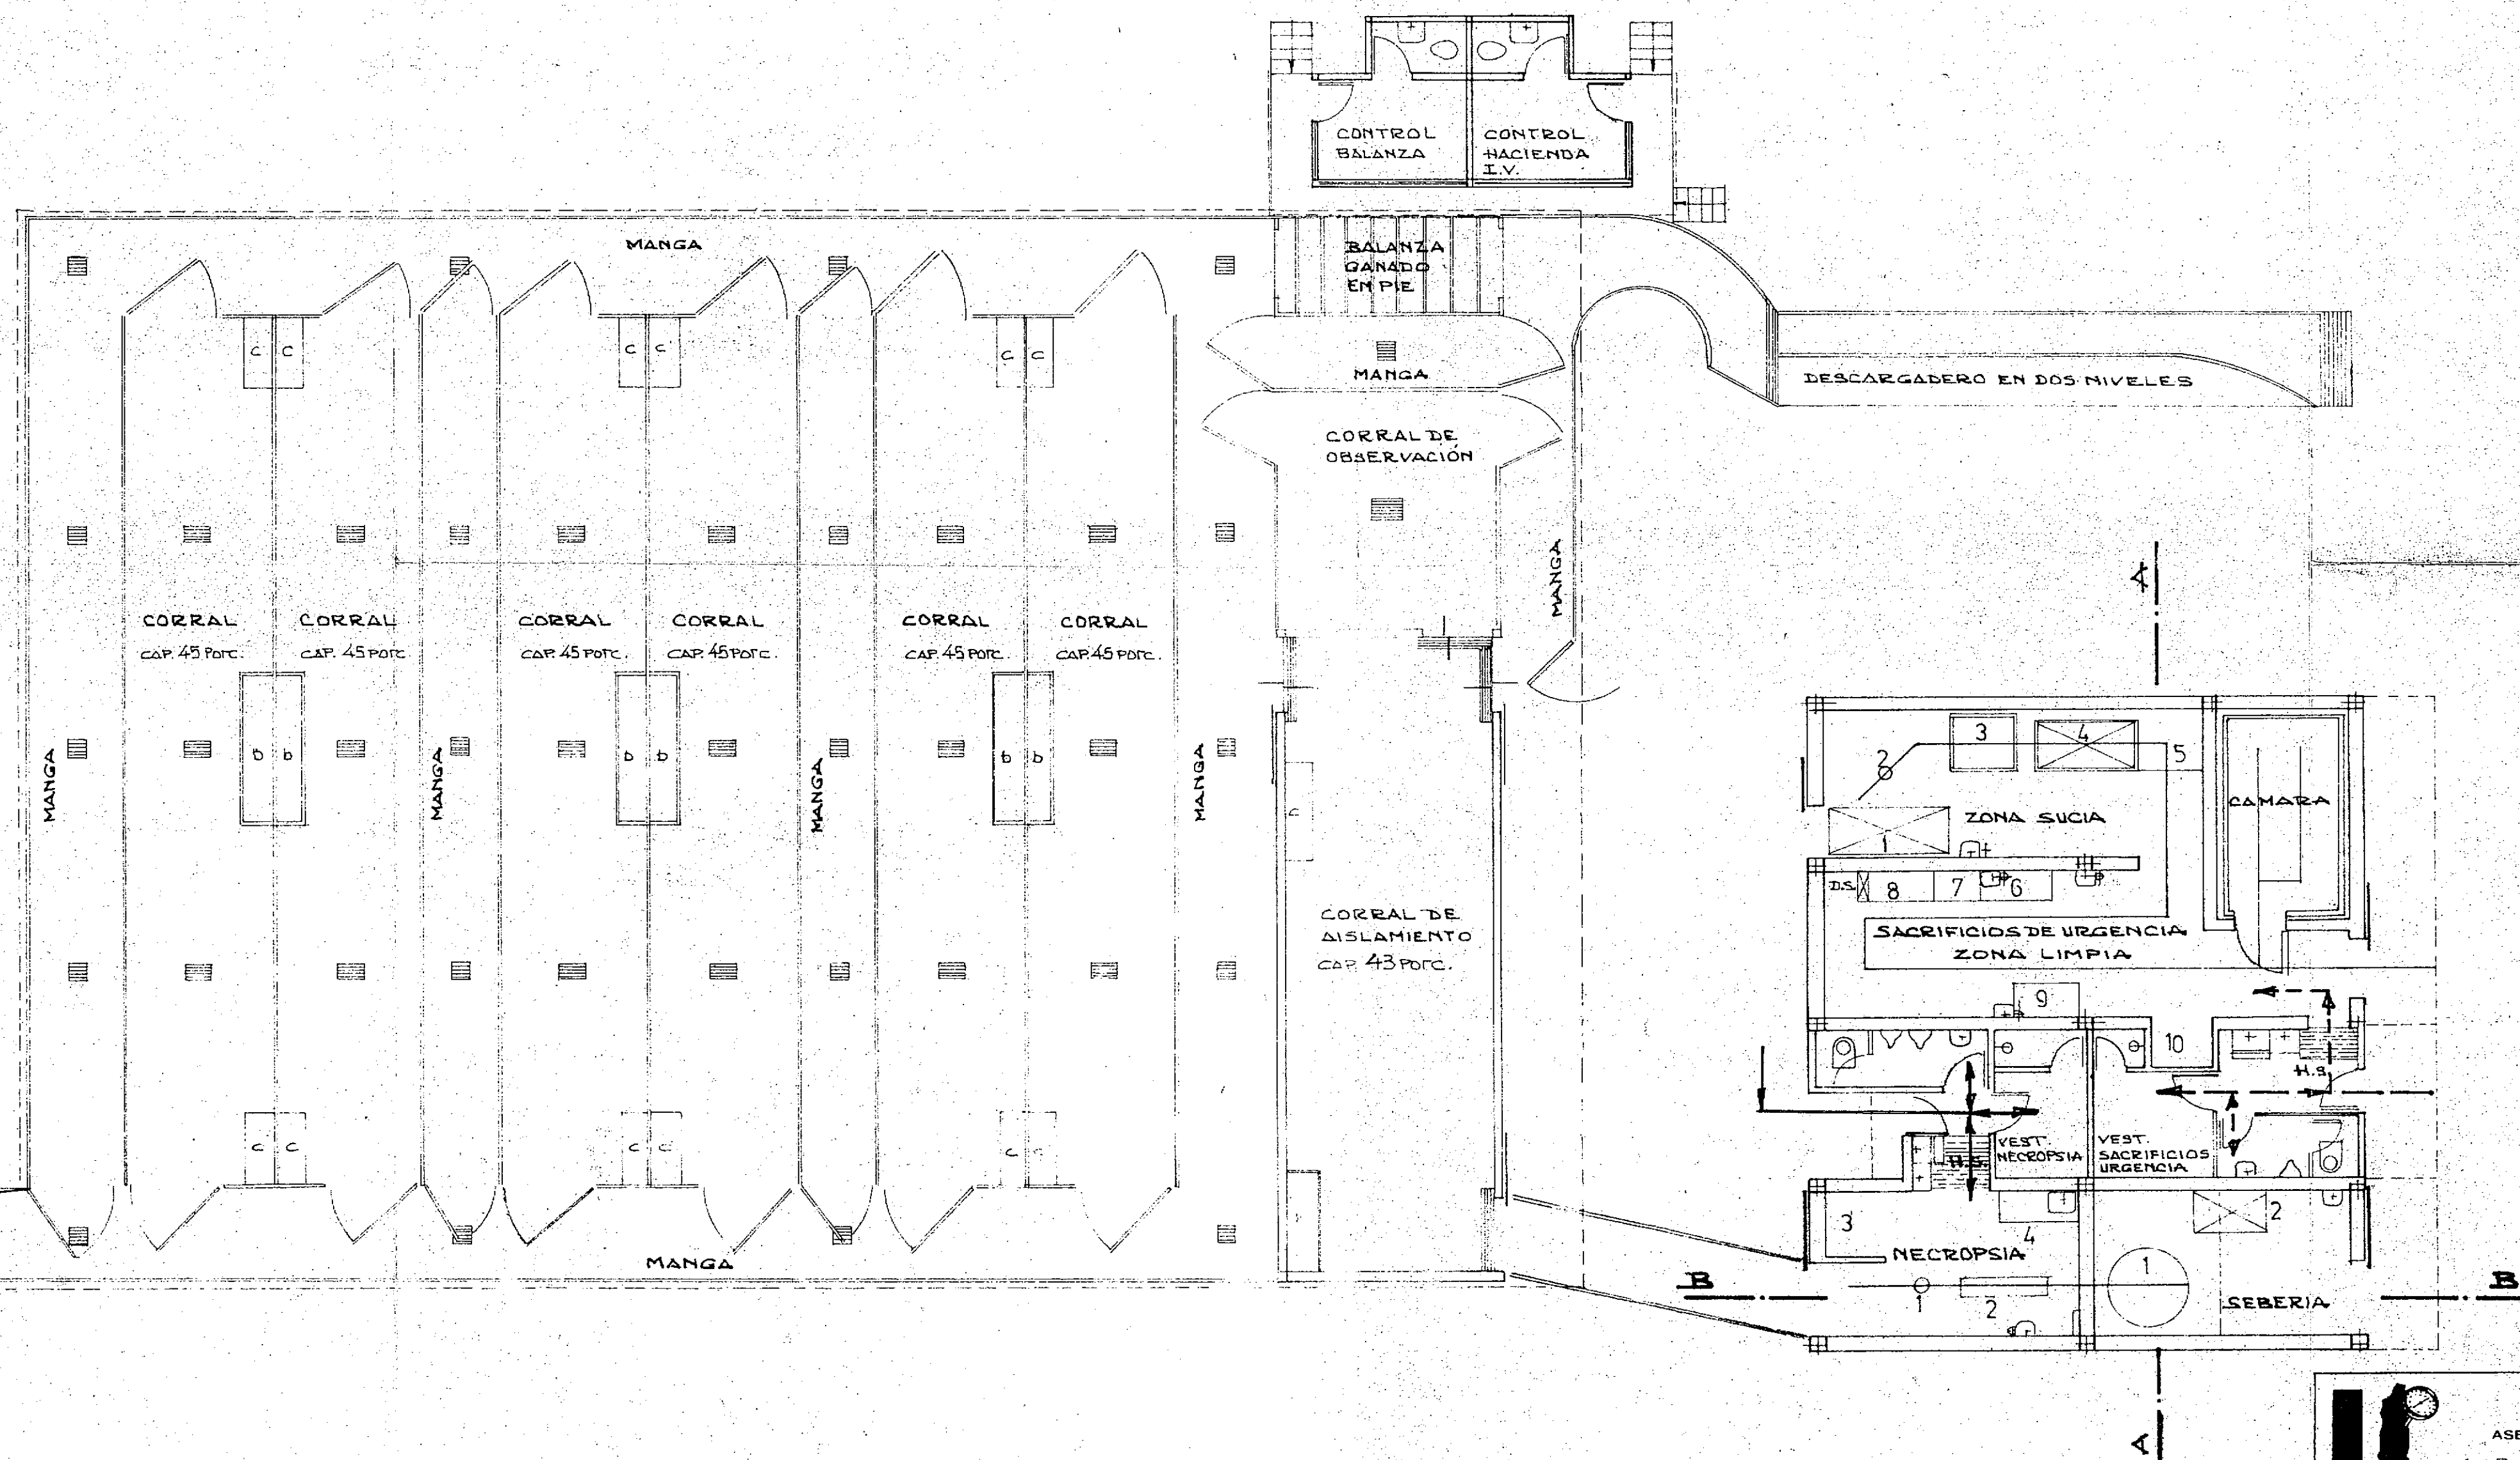 CONTROL
BALANZA
CONTROL
HACIENDA
I.V.
MANGA
BALANZA
GANADO
EN PIE
C C
C C
C C
MANGA
DESCARGADERO EN DOS NIVELES
CORRAL DE
OBSERVACIÓN
MANGA
A
CORRAL
CAP. 45 PORC.
CORRAL
CAP. 45 PORC
CORRAL
CAP. 45 PORC.
CORRAL
CAP. 45 PORC.
CORRAL
CAP. 45 PORC.
CORRAL
CAP. 45 PORC.
MANGA
b b
MANGA
b b
MANGA
b b
MANGA
C
2
3
4
5
CAMARA
ZONA SUCIA
1
D.S.
8
7
6
CORRAL DE
AISLAMIENTO
CAP. 43 PORC.
SACRIFICIOS DE URGENCIA
ZONA LIMPIA
9
10
H.S.
C C
C C
C C
H.S.
VEST.
NECROPSIA
VEST.
SACRIFICIOS
URGENCIA
3
4
2
NECROPSIA
MANGA
B
1
2
1
SEBERIA
B
A
ASE